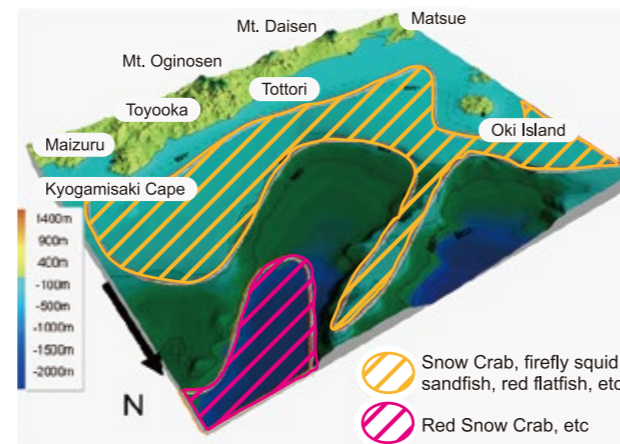 Matsue
Mt. Daisen
Mt. Oginosen
Tottori
Toyooka
Oki Island
Maizuru
Kyogamisaki Cape
1400m
900m
400m
-100m
-500m
-1000m
-1500m
-2000m
N
Snow Crab, firefly squid
sandfish, red flatfish, etc
Red Snow Crab, etc